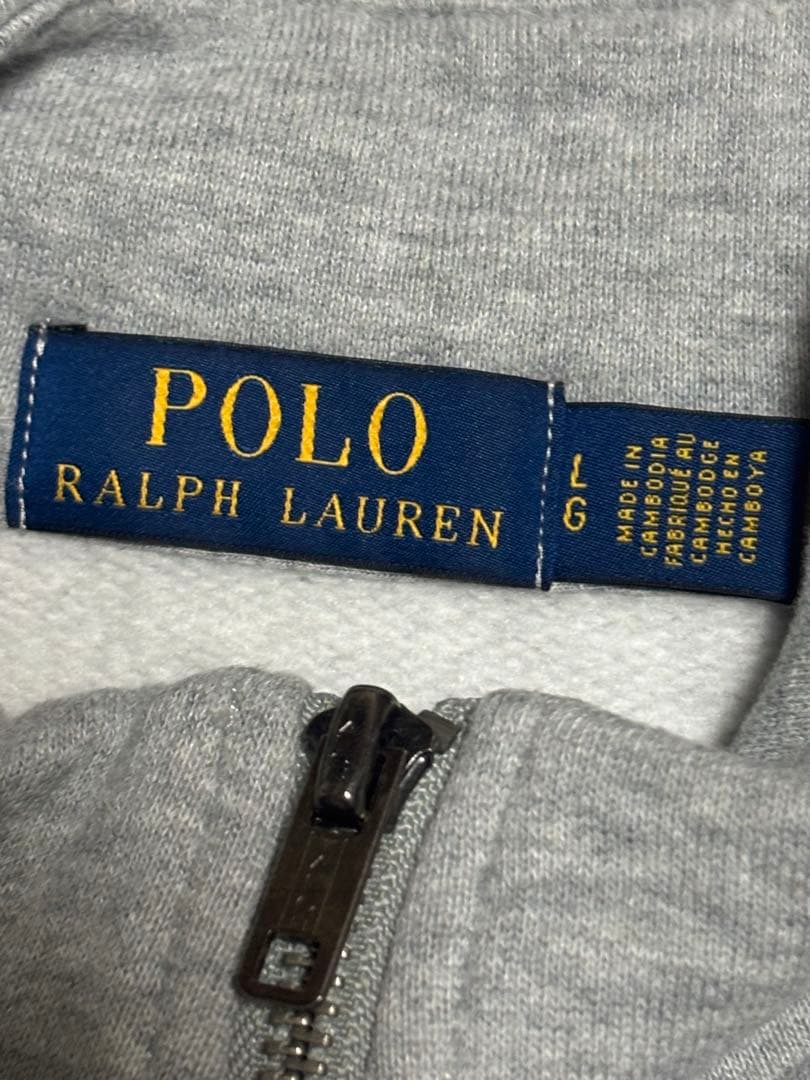 POLO
RALPH LAUREN
L
G
MADE IN
CAMBODIA
FABRIQUÉ AU
CAMBODGE
HECHO EN
CAMBOYA